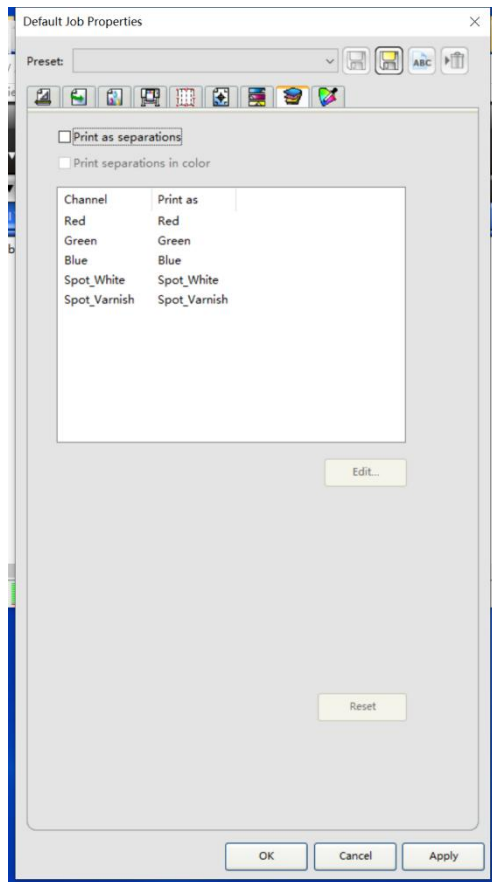 Default Job Properties
Preset:
ABC
Print as separations
Print separations in color
Channel Print as
Red Red
Green Green
Blue Blue
Spot_White Spot_White
Spot_Varnish Spot_Varnish
Edit...
Reset
OK Cancel Apply